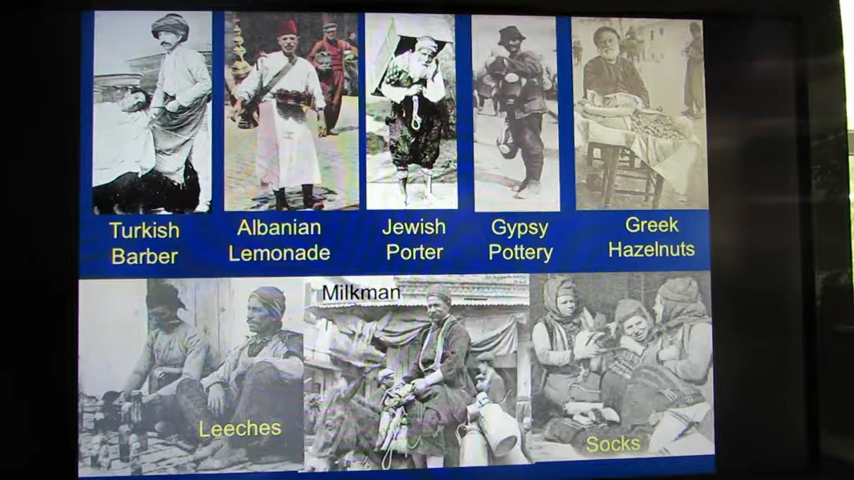 Turkish
Barber
Albanian
Lemonade
Jewish
Porter
Gypsy
Pottery
Greek
Hazelnuts
Milkman
Leeches
Socks